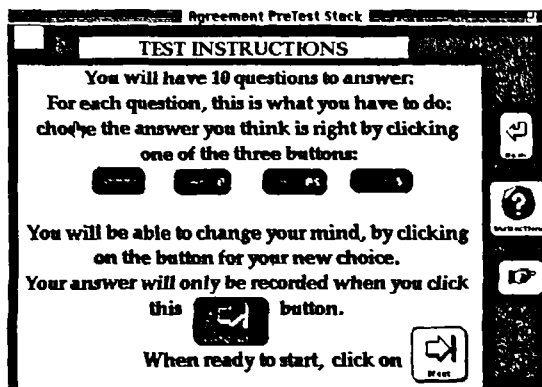 Agreement PreTest Stack
TEST INSTRUCTIONS
You will have 10 questions to answer:
For each question, this is what you have to do:
choose the answer you think is right by clicking
one of the three buttons:
You will be able to change your mind, by clicking
on the button for your new choice.
Your answer will only be recorded when you click
this button.
When ready to start, click on